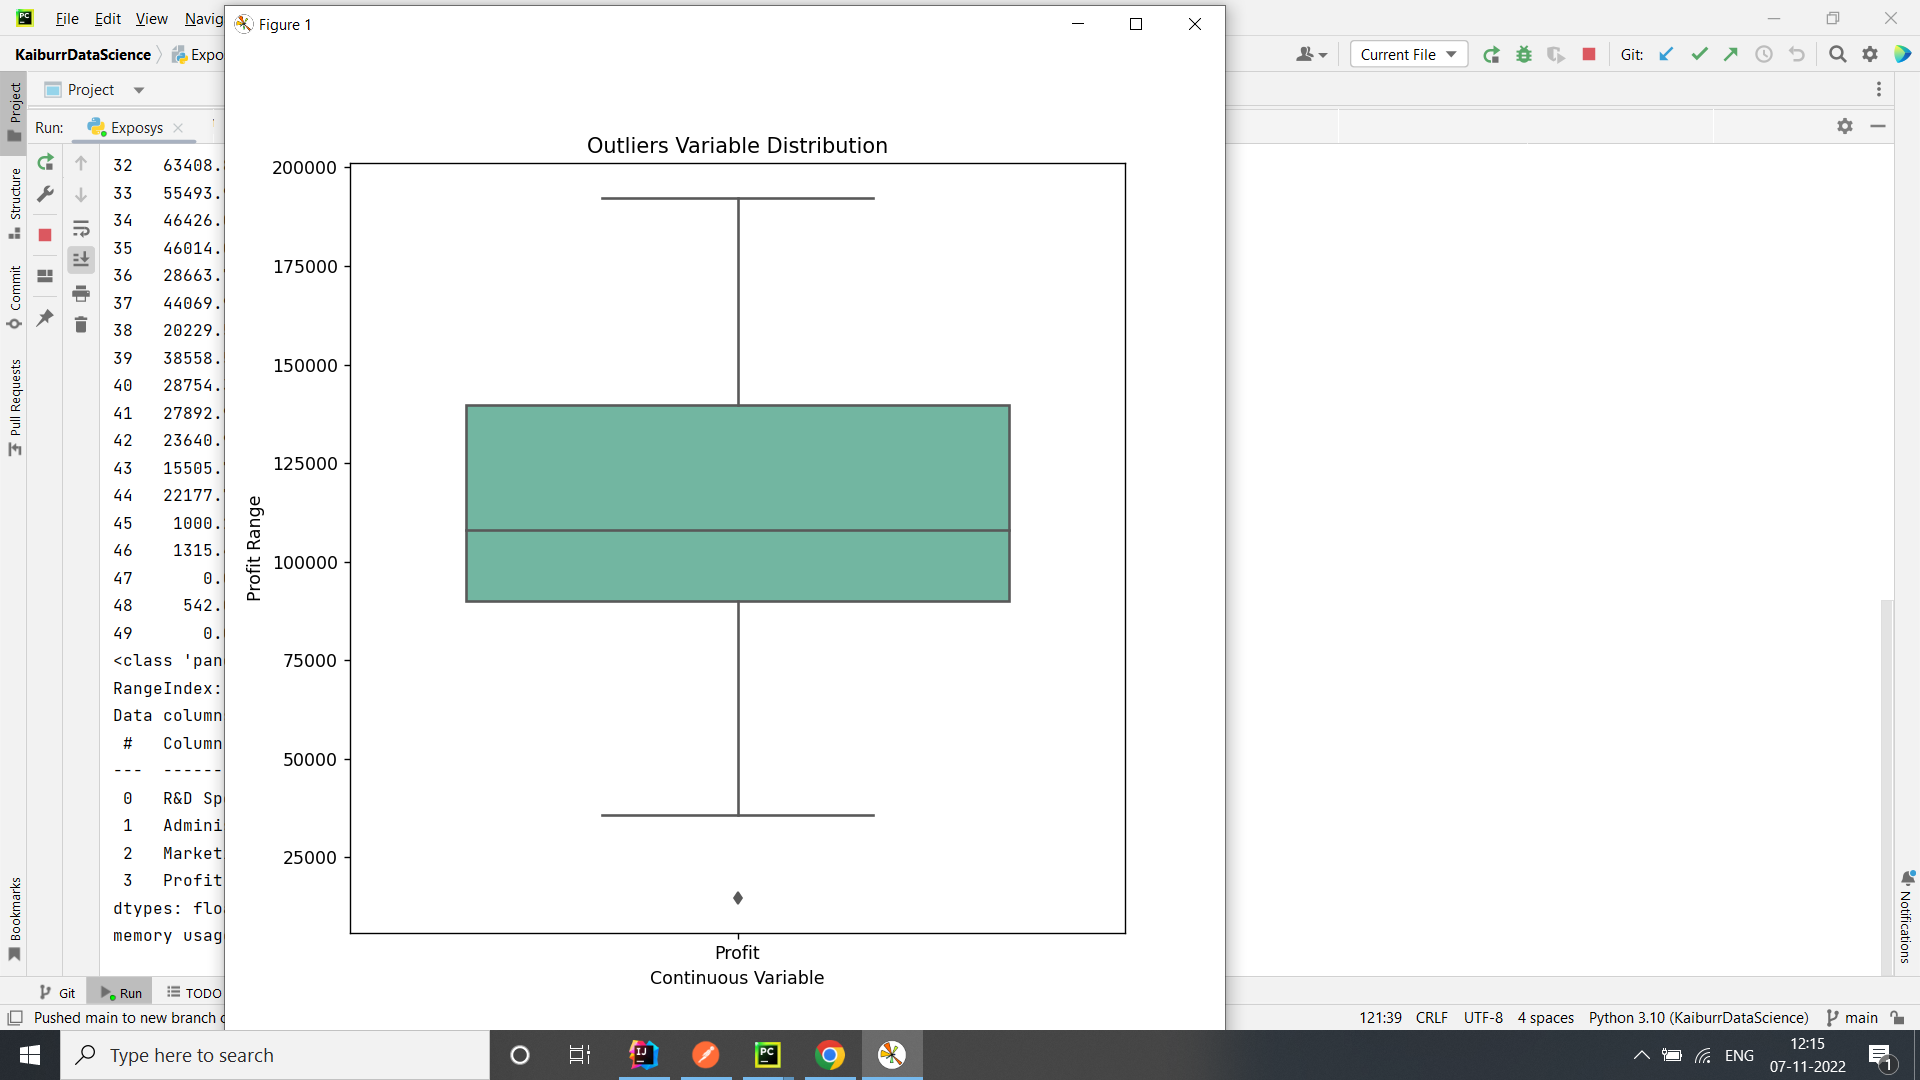 File Edit View Navig
Figure 1
KaiburrDataScience Expo
Current File Git:
Project
Run: Exposys
Project
Structure
Commit
Pull Requests
Bookmarks
Notifications
32 63408.
33 55493.
34 46426.
35 46014.
36 28663.
37 44069.
38 20229.
39 38558.
40 28754.
41 27892.
42 23640.
43 15505.
44 22177.
45 1000.
46 1315.
47 0.
48 542.
49 0.
<class 'pan
RangeIndex:
Data column
# Column
--- ------
0 R&D Sp
1 Admini
2 Market
3 Profit
dtypes: flo
memory usag
Outliers Variable Distribution
200000
175000
150000
125000
100000
75000
50000
25000
Profit Range
Profit
Continuous Variable
Git Run TODO
Pushed main to new branch
121:39 CRLF UTF-8 4 spaces Python 3.10 (KaiburrDataScience) main
Type here to search
ENG
12:15
07-11-2022
1